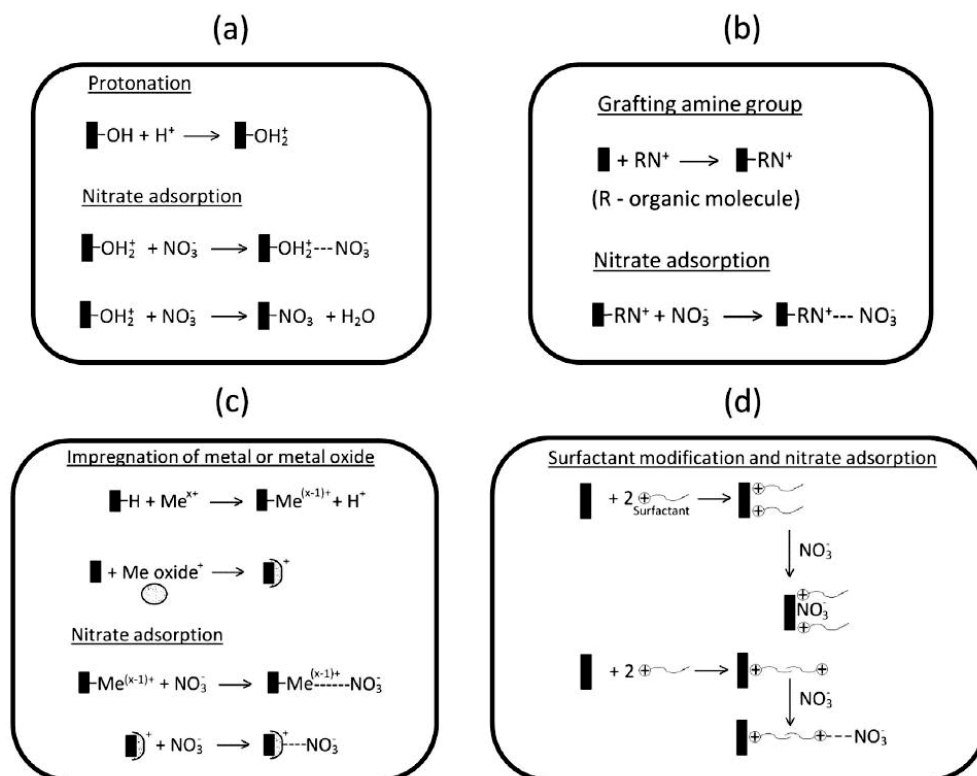 (a)
Protonation
-OH + H⁺ → -OH₂⁺
Nitrate adsorption
-OH₂⁺ + NO₃⁻ → -OH₂⁺---NO₃⁻
-OH₂⁺ + NO₃⁻ → -NO₃ + H₂O
(b)
Grafting amine group
+ RN⁺ → -RN⁺
(R - organic molecule)
Nitrate adsorption
-RN⁺ + NO₃⁻ → -RN⁺--- NO₃⁻
(c)
Impregnation of metal or metal oxide
-H + Meˣ⁺ → -Me⁽ˣ⁻¹⁾⁺ + H⁺
+ Me oxide⁺ → ⁺
Nitrate adsorption
-Me⁽ˣ⁻¹⁾⁺ + NO₃⁻ → -Me⁽ˣ⁻¹⁾⁺------NO₃⁻
⁺ + NO₃⁻ → ⁺---NO₃⁻
(d)
Surfactant modification and nitrate adsorption
+ 2 ⊕ → ⊕
Surfactant
⊕
NO₃⁻
⊕
NO₃⁻
⊕
+ 2 ⊕ → ⊕ ⊕
NO₃⁻
⊕ ⊕---NO₃⁻